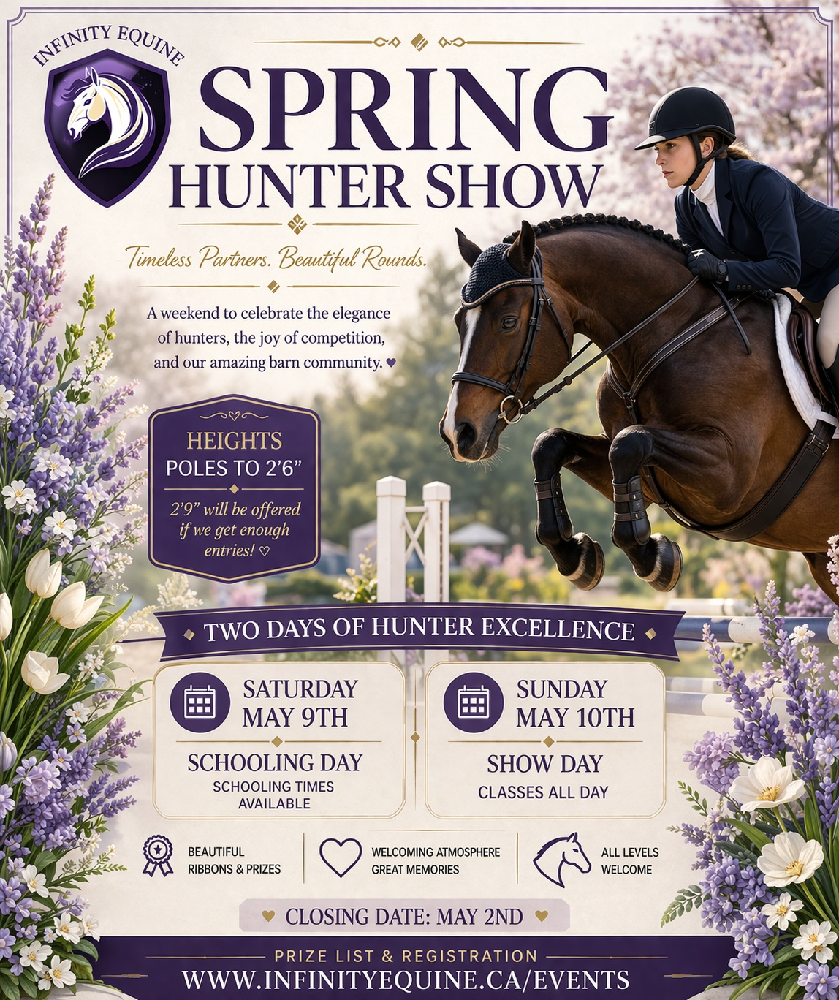 INFINITY EQUINE
SPRING
HUNTER SHOW
Timeless Partners. Beautiful Rounds.
A weekend to celebrate the elegance
of hunters, the joy of competition,
and our amazing barn community. 💜
HEIGHTS
POLES TO 2’6”
2’9” will be offered
if we get enough
entries! ♡
TWO DAYS OF HUNTER EXCELLENCE
SATURDAY
MAY 9TH
SCHOOLING DAY
SCHOOLING TIMES
AVAILABLE
SUNDAY
MAY 10TH
SHOW DAY
CLASSES ALL DAY
BEAUTIFUL
RIBBONS & PRIZES
WELCOMING ATMOSPHERE
GREAT MEMORIES
ALL LEVELS
WELCOME
CLOSING DATE: MAY 2ND
PRIZE LIST & REGISTRATION
WWW.INFINITYEQUINE.CA/EVENTS